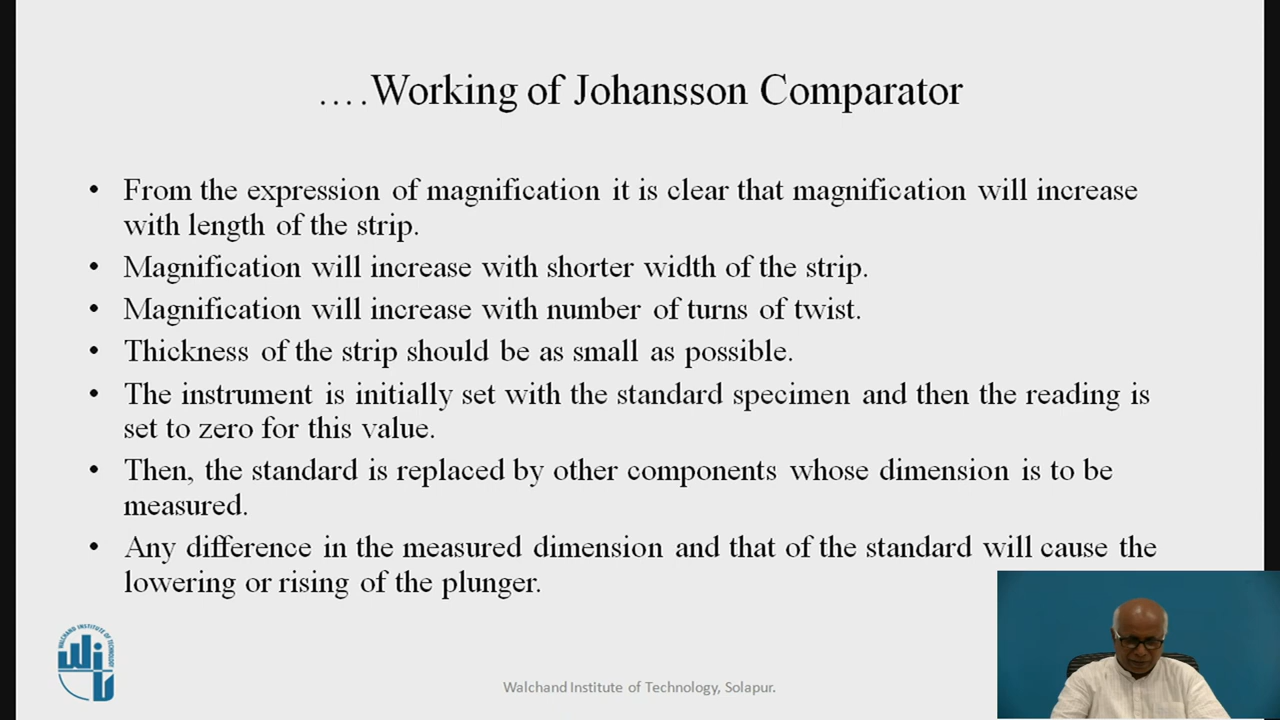 ....Working of Johansson Comparator
• From the expression of magnification it is clear that magnification will increase
with length of the strip.
• Magnification will increase with shorter width of the strip.
• Magnification will increase with number of turns of twist.
• Thickness of the strip should be as small as possible.
• The instrument is initially set with the standard specimen and then the reading is
set to zero for this value.
• Then, the standard is replaced by other components whose dimension is to be
measured.
• Any difference in the measured dimension and that of the standard will cause the
lowering or rising of the plunger.
WALCHAND INSTITUTE OF TECHNOLOGY
WIT
Walchand Institute of Technology, Solapur.